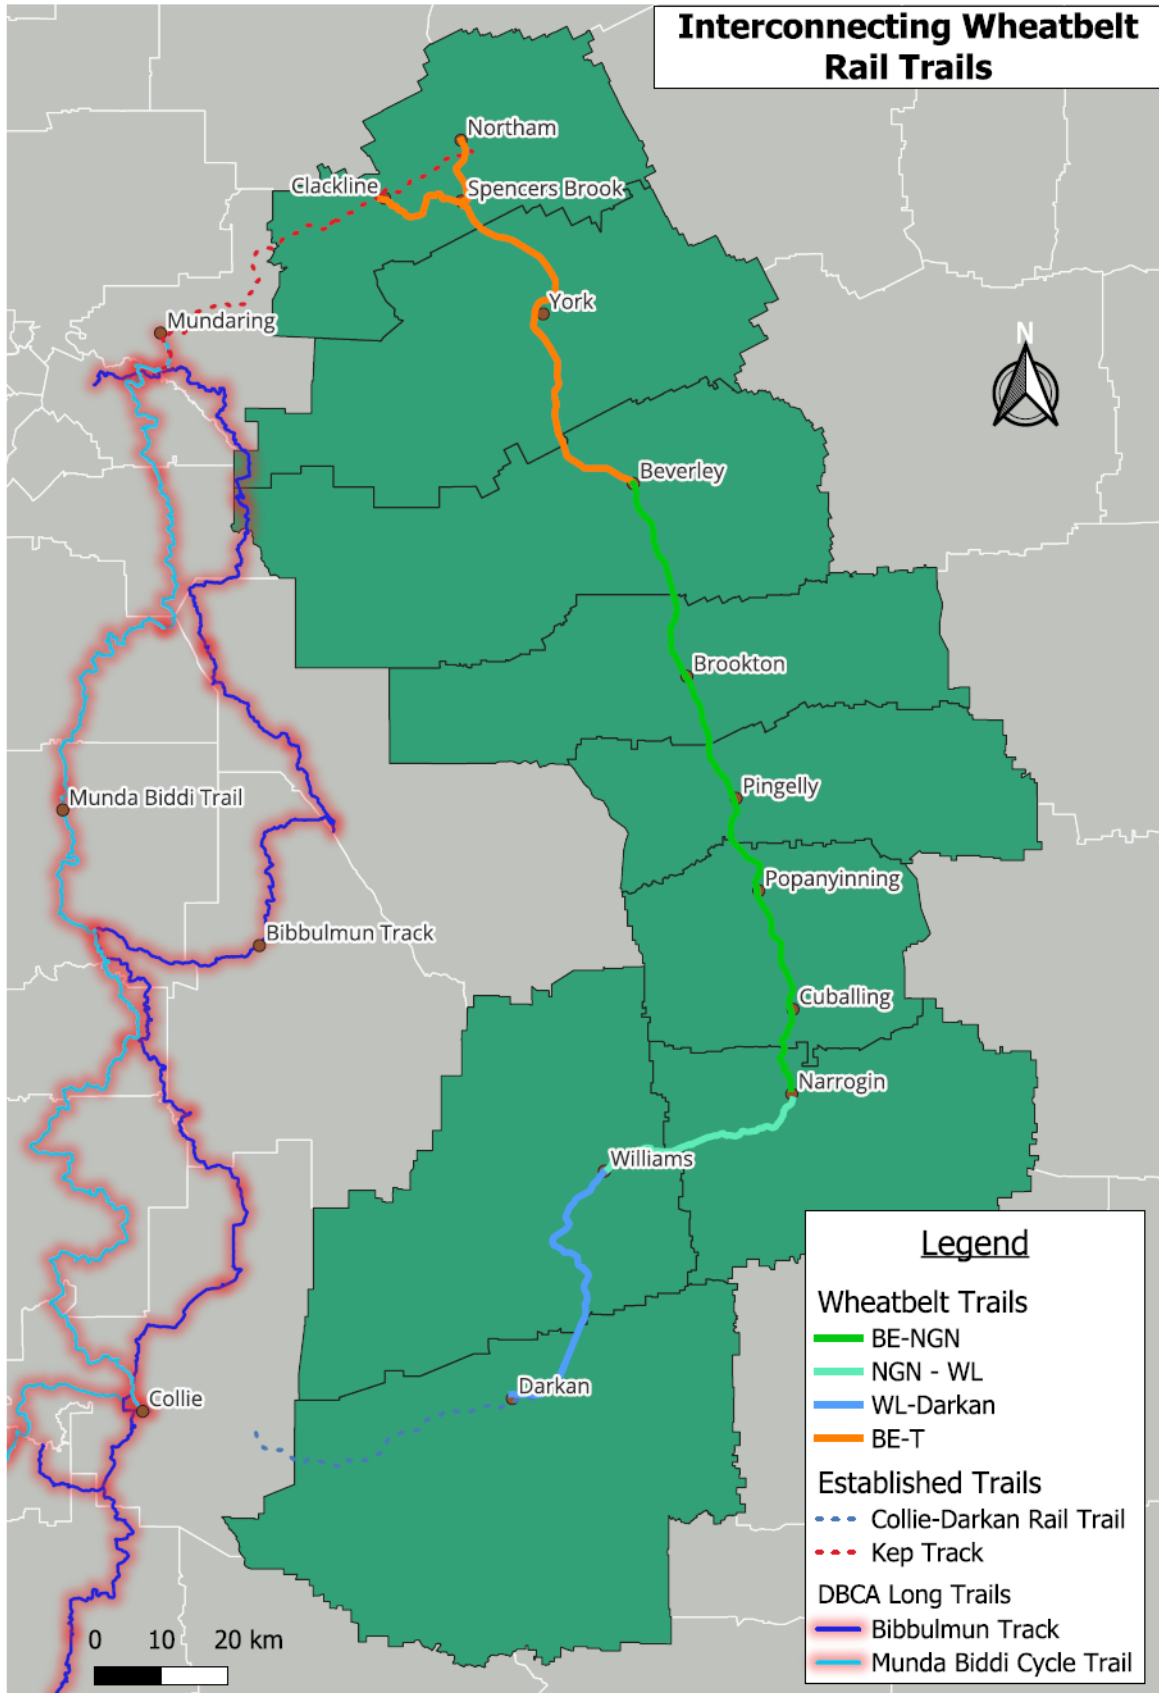 Interconnecting Wheatbelt
Rail Trails
Northam
Clackline
Spencers Brook
York
Mundaring
N
Beverley
Brookton
Pingelly
Munda Biddi Trail
Popanyinning
Bibbulmun Track
Cuballing
Narrogin
Williams
Darkan
Collie
Legend
Wheatbelt Trails
BE-NGN
NGN - WL
WL-Darkan
BE-T
Established Trails
Collie-Darkan Rail Trail
Kep Track
DBCA Long Trails
Bibbulmun Track
Munda Biddi Cycle Trail
0 10 20 km